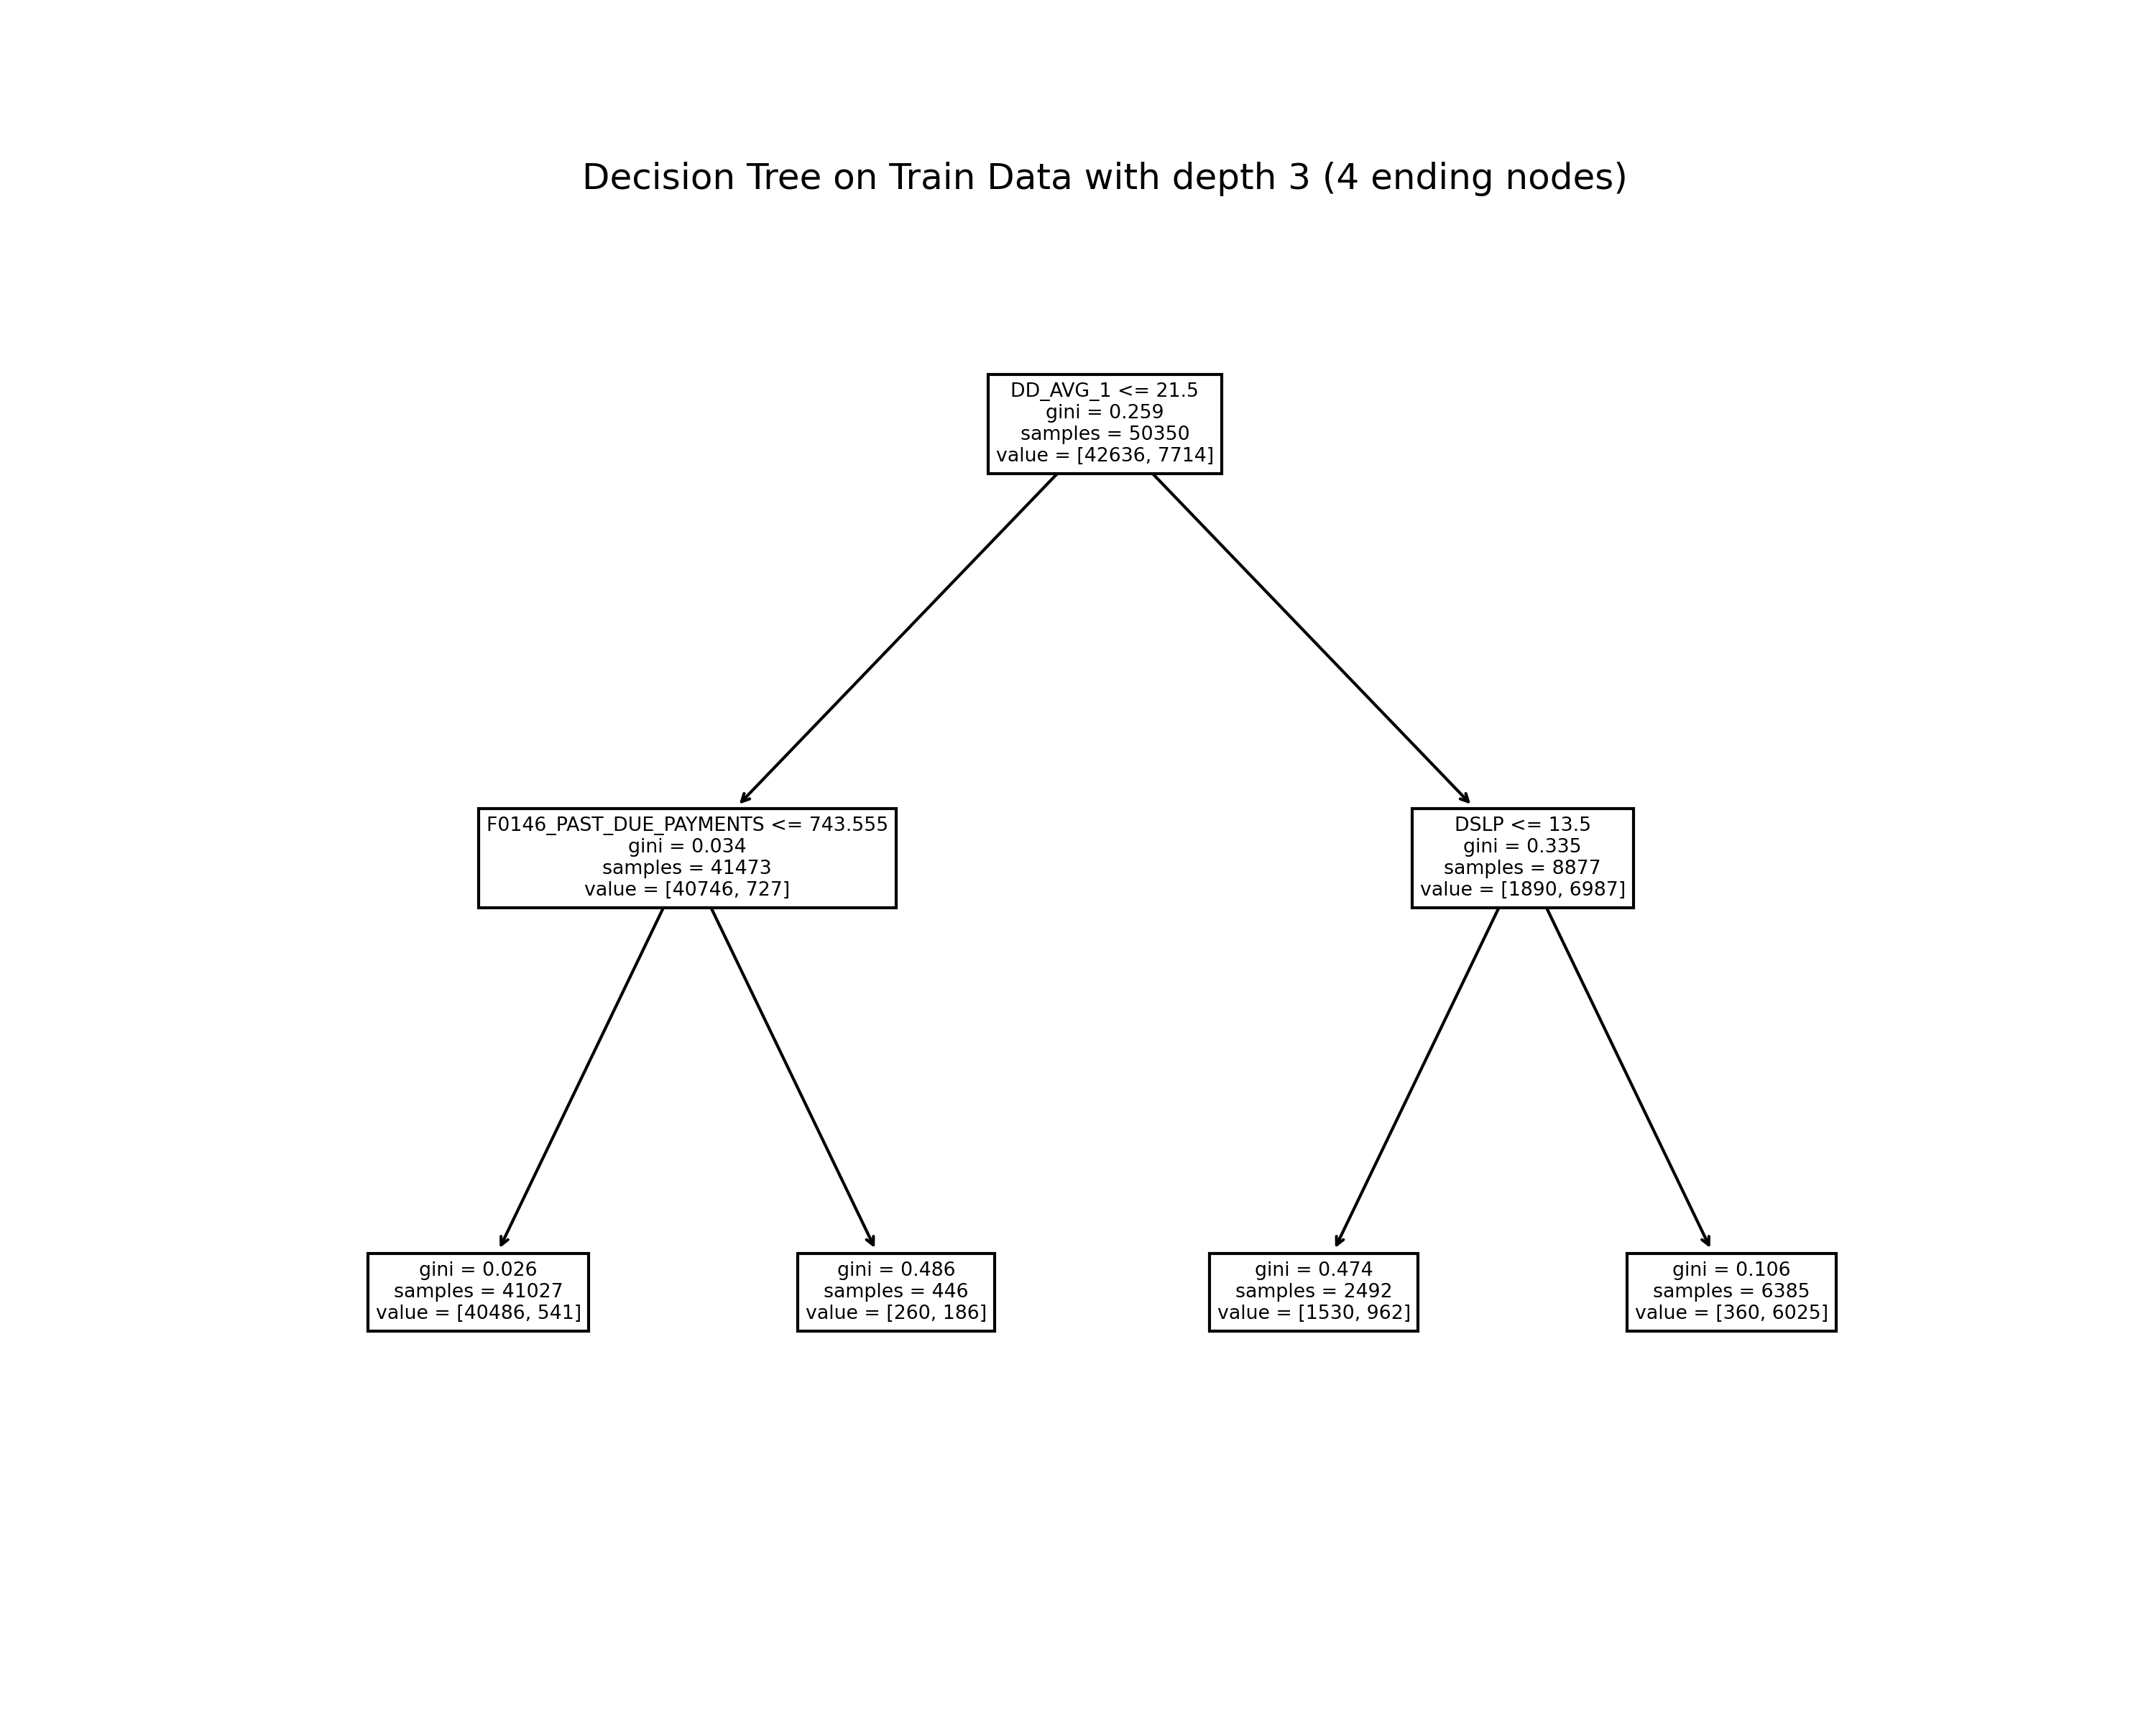 Decision Tree on Train Data with depth 3 (4 ending nodes)
DD_AVG_1 <= 21.5
gini = 0.259
samples = 50350
value = [42636, 7714]
F0146_PAST_DUE_PAYMENTS <= 743.555
gini = 0.034
samples = 41473
value = [40746, 727]
DSLP <= 13.5
gini = 0.335
samples = 8877
value = [1890, 6987]
gini = 0.026
samples = 41027
value = [40486, 541]
gini = 0.486
samples = 446
value = [260, 186]
gini = 0.474
samples = 2492
value = [1530, 962]
gini = 0.106
samples = 6385
value = [360, 6025]